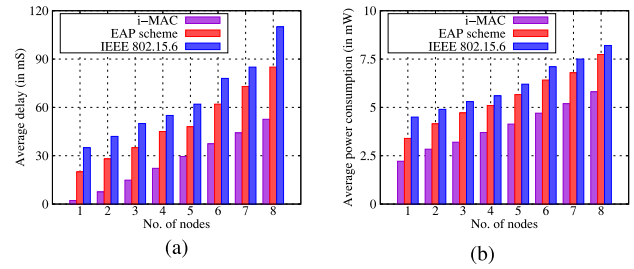 i−MAC
EAP scheme
IEEE 802.15.6
Average delay (in mS)
120
90
60
30
0
1 2 3 4 5 6 7 8
No. of nodes
(a)
i−MAC
EAP scheme
IEEE 802.15.6
Average power consumption (in mW)
10
7.5
5
2.5
0
1 2 3 4 5 6 7 8
No. of nodes
(b)